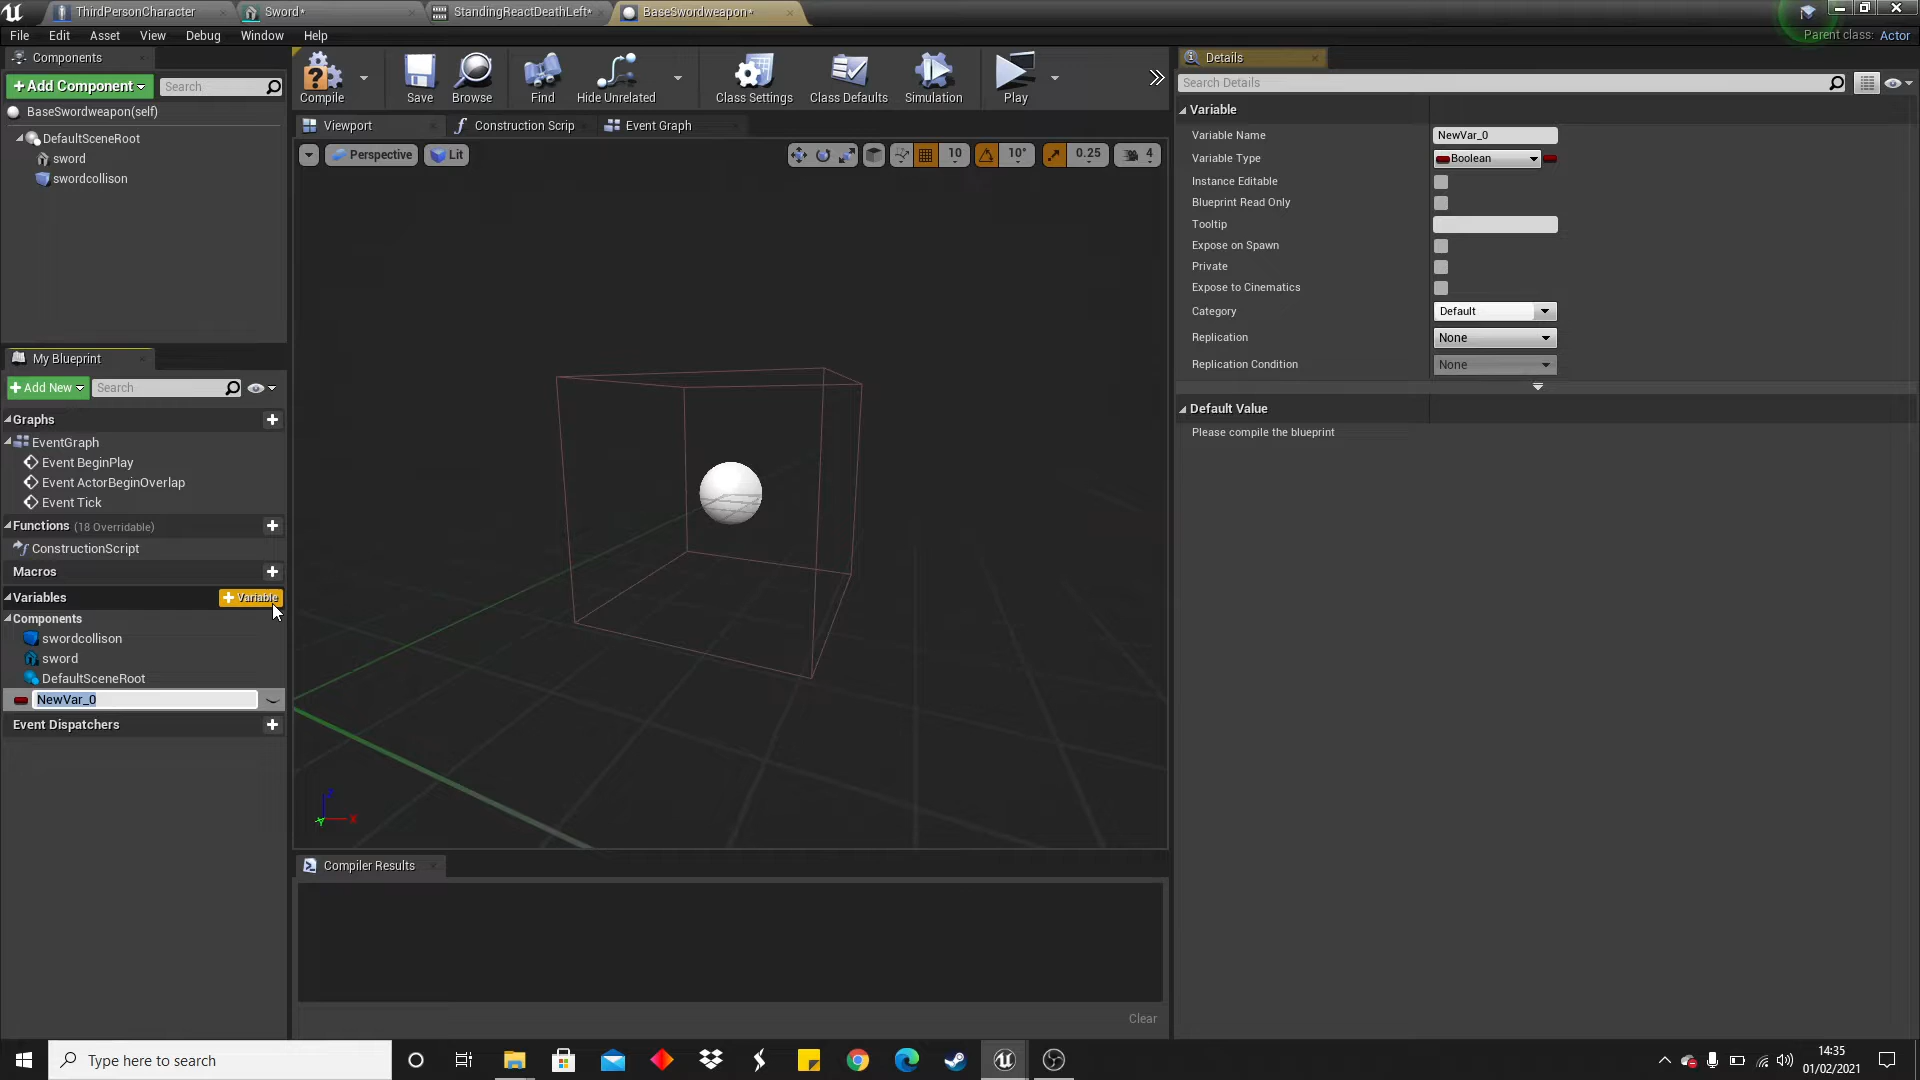 ThirdPersonCharacter
Sword*
StandingReactDeathLeft*
BaseSwordweapon*
File Edit Asset View Debug Window Help
Parent class: Actor
Components
+Add Component
Search
BaseSwordweapon(self)
DefaultSceneRoot
sword
swordcollison
Compile
Save
Browse
Find
Hide Unrelated
Class Settings
Class Defaults
Simulation
Play
Viewport
Construction Scrip
Event Graph
Perspective
Lit
10
10°
0.25
4
My Blueprint
+Add New
Search
Graphs
EventGraph
Event BeginPlay
Event ActorBeginOverlap
Event Tick
Functions (18 Overridable)
ConstructionScript
Macros
Variables
+ Variable
Components
swordcollison
sword
DefaultSceneRoot
NewVar_0
Event Dispatchers
Z
X
Y
Compiler Results
Clear
Details
Search Details
Variable
Variable Name NewVar_0
Variable Type Boolean
Instance Editable
Blueprint Read Only
Tooltip
Expose on Spawn
Private
Expose to Cinematics
Category Default
Replication None
Replication Condition None
Default Value
Please compile the blueprint
Type here to search
14:35
01/02/2021